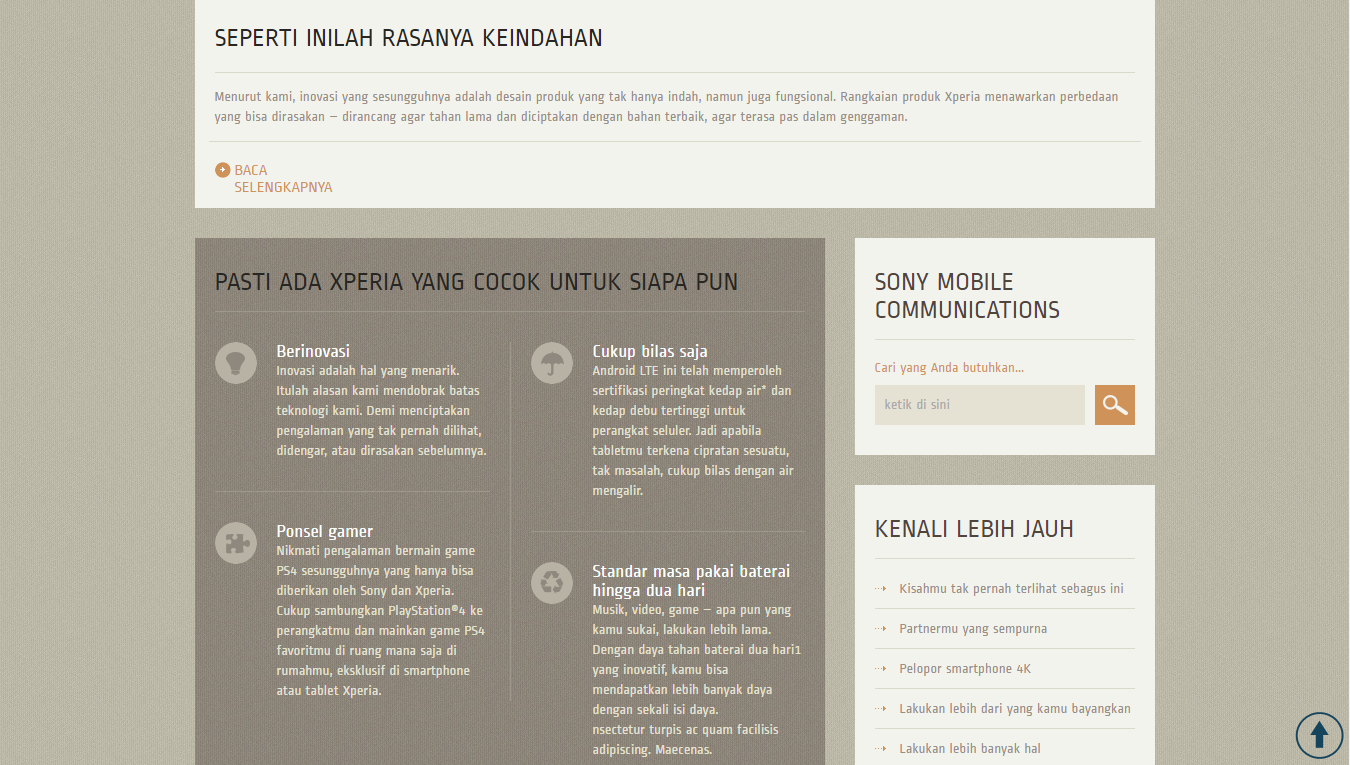 SEPERTI INILAH RASANYA KEINDAHAN
Menurut kami, inovasi yang sesungguhnya adalah desain produk yang tak hanya indah, namun juga fungsional. Rangkaian produk Xperia menawarkan perbedaan
yang bisa dirasakan – dirancang agar tahan lama dan diciptakan dengan bahan terbaik, agar terasa pas dalam genggaman.
BACA
SELENGKAPNYA
PASTI ADA XPERIA YANG COCOK UNTUK SIAPA PUN
Berinovasi
Inovasi adalah hal yang menarik.
Itulah alasan kami mendobrak batas
teknologi kami. Demi menciptakan
pengalaman yang tak pernah dilihat,
didengar, atau dirasakan sebelumnya.
Ponsel gamer
Nikmati pengalaman bermain game
PS4 sesungguhnya yang hanya bisa
diberikan oleh Sony dan Xperia.
Cukup sambungkan PlayStation®4 ke
perangkatmu dan mainkan game PS4
favoritmu di ruang mana saja di
rumahmu, eksklusif di smartphone
atau tablet Xperia.
Cukup bilas saja
Android LTE ini telah memperoleh
sertifikasi peringkat kedap air* dan
kedap debu tertinggi untuk
perangkat seluler. Jadi apabila
tabletmu terkena cipratan sesuatu,
tak masalah, cukup bilas dengan air
mengalir.
Standar masa pakai baterai
hingga dua hari
Musik, video, game – apa pun yang
kamu sukai, lakukan lebih lama.
Dengan daya tahan baterai dua hari1
yang inovatif, kamu bisa
mendapatkan lebih banyak daya
dengan sekali isi daya.
nsectetur turpis ac quam facilisis
adipiscing. Maecenas.
SONY MOBILE
COMMUNICATIONS
Cari yang Anda butuhkan...
ketik di sini
KENALI LEBIH JAUH
Kisahmu tak pernah terlihat sebagus ini
Partnermu yang sempurna
Pelopor smartphone 4K
Lakukan lebih dari yang kamu bayangkan
Lakukan lebih banyak hal